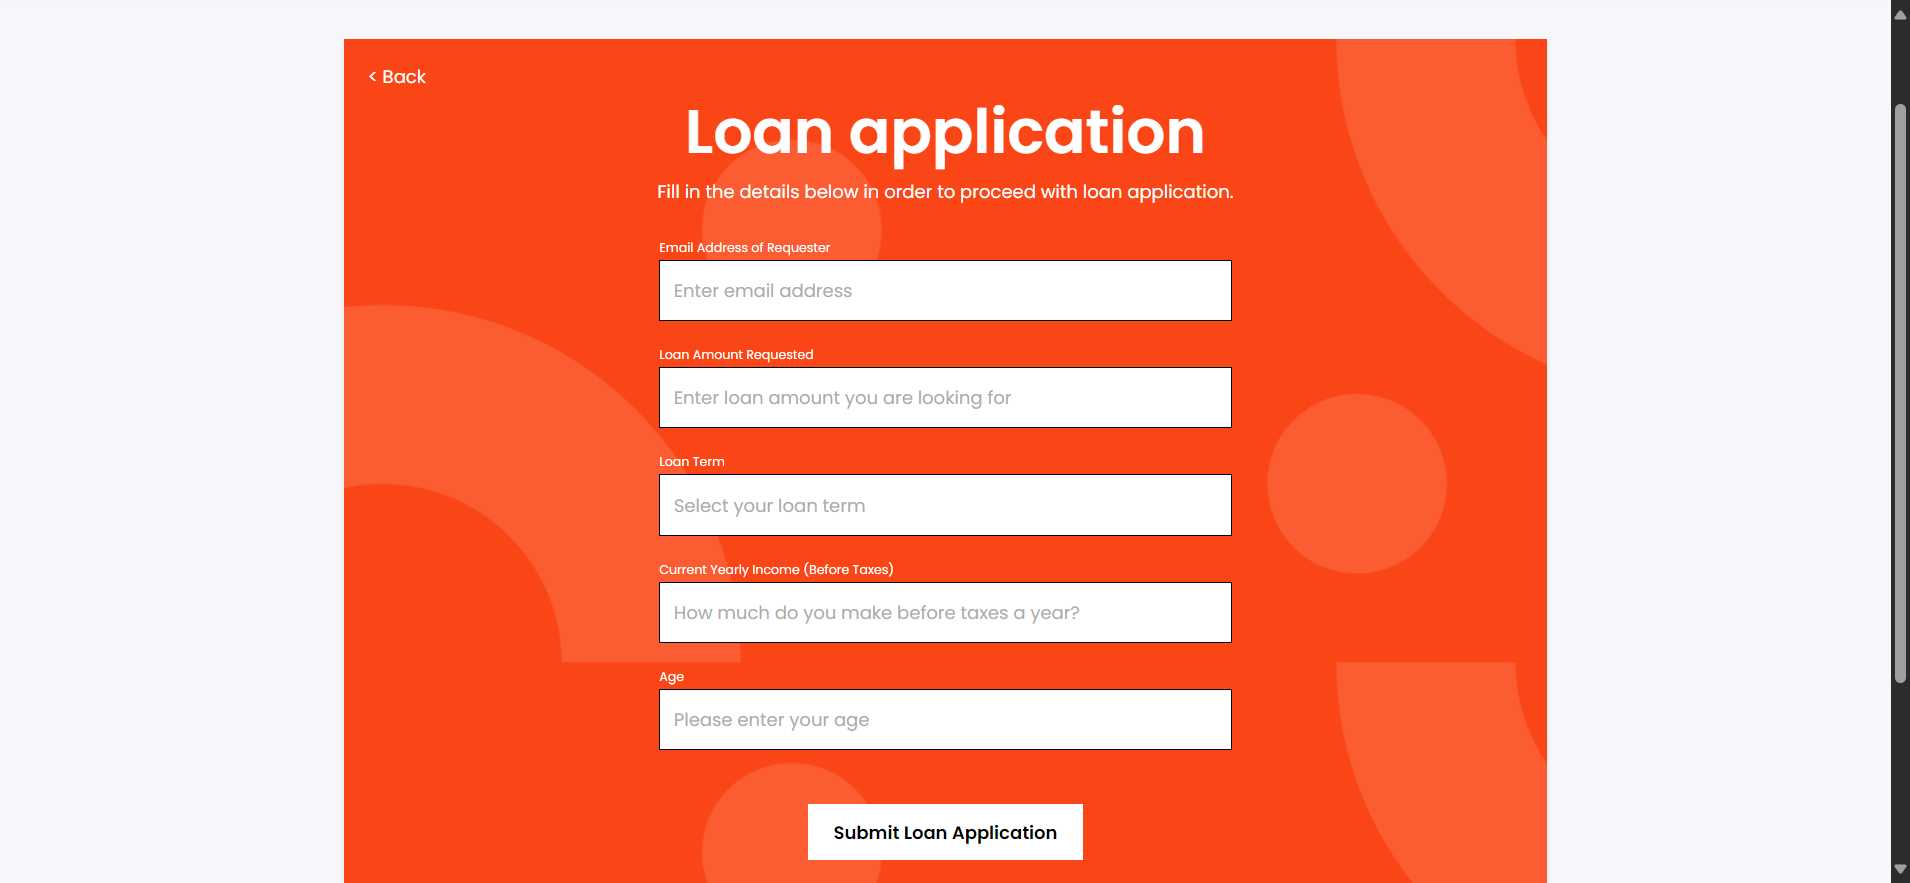 < Back
Loan application
Fill in the details below in order to proceed with loan application.
Email Address of Requester
Enter email address
Loan Amount Requested
Enter loan amount you are looking for
Loan Term
Select your loan term
Current Yearly Income (Before Taxes)
How much do you make before taxes a year?
Age
Please enter your age
Submit Loan Application